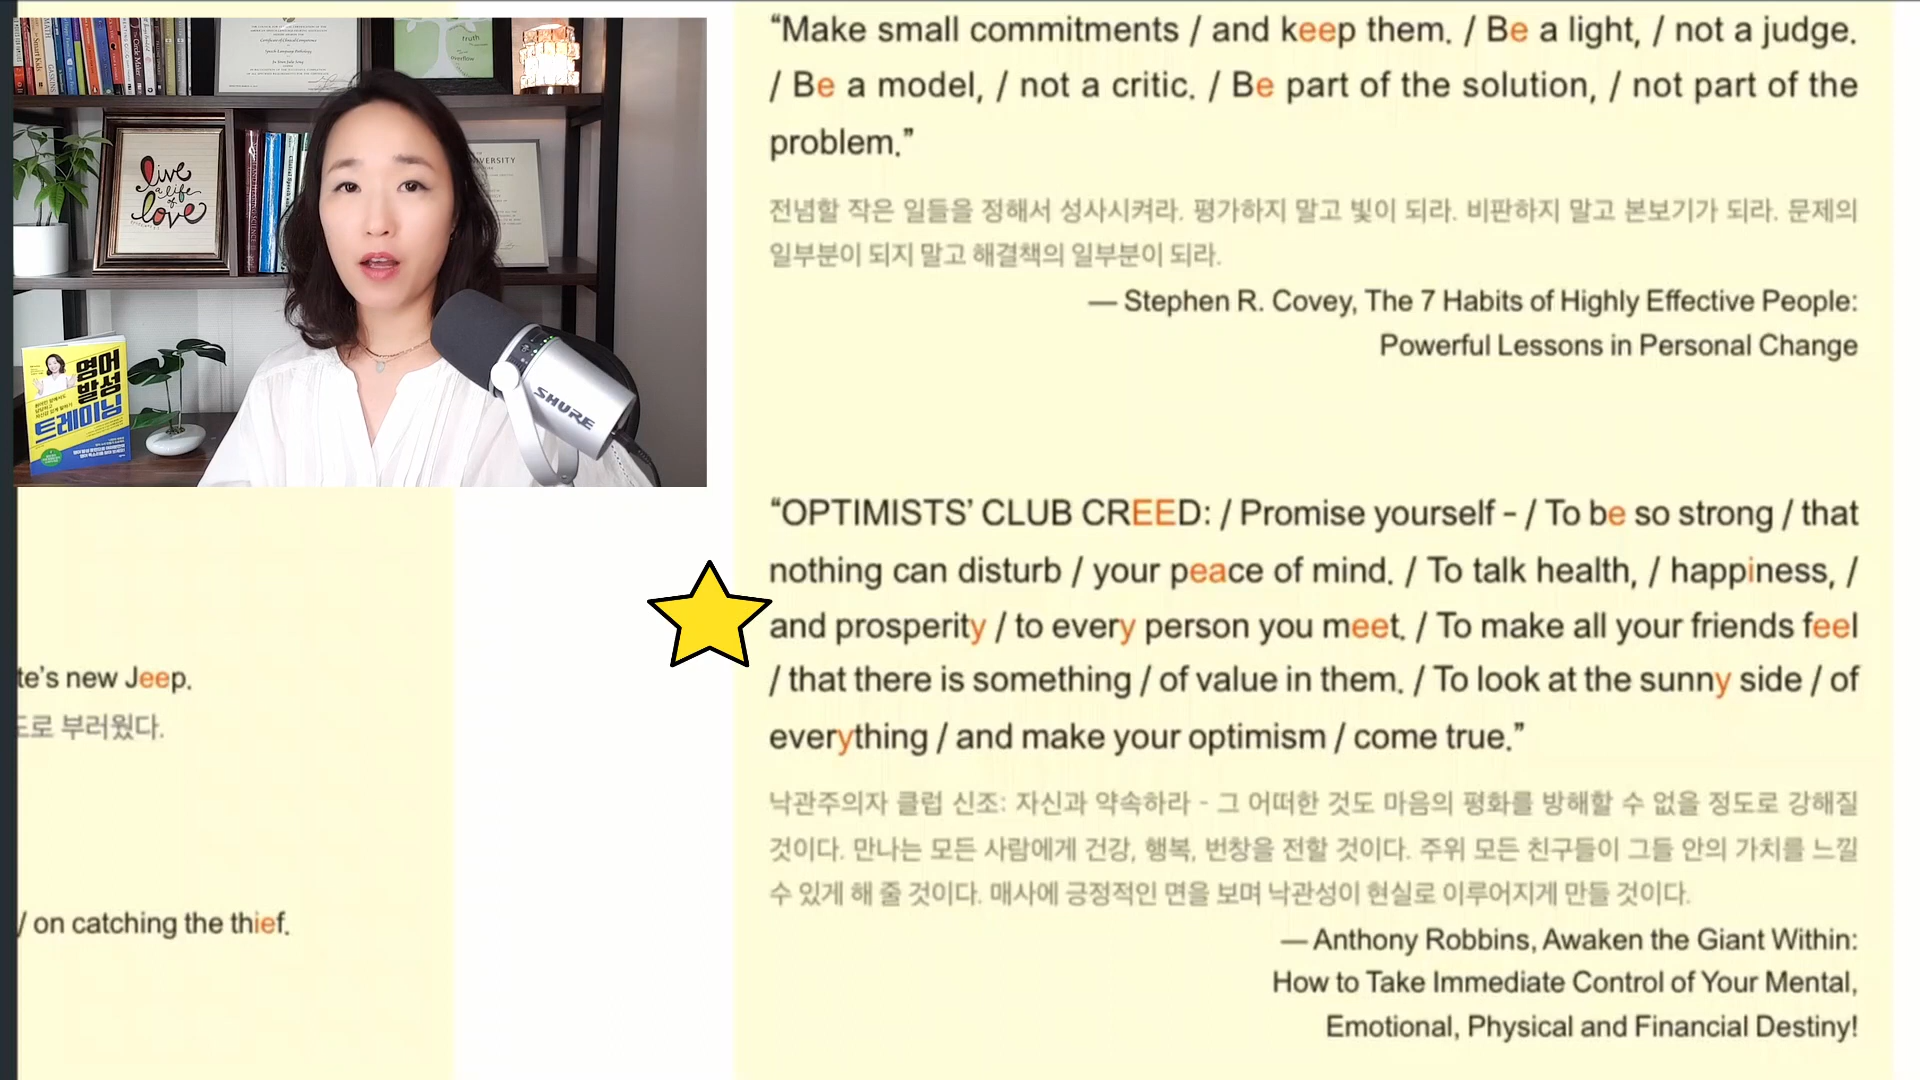 truth
overflow
UNIVERSITY
live
a life
of
love
영어
발성
트레이닝
SHURE
te's new Jeep.
도로 부러웠다.
/ on catching the thief.
“Make small commitments / and keep them. / Be a light, / not a judge.
/ Be a model, / not a critic. / Be part of the solution, / not part of the
problem.”
전념할 작은 일들을 정해서 성사시켜라. 평가하지 말고 빛이 되라. 비판하지 말고 본보기가 되라. 문제의
일부분이 되지 말고 해결책의 일부분이 되라.
— Stephen R. Covey, The 7 Habits of Highly Effective People:
Powerful Lessons in Personal Change
“OPTIMISTS’ CLUB CREED: / Promise yourself – / To be so strong / that
nothing can disturb / your peace of mind. / To talk health, / happiness, /
and prosperity / to every person you meet. / To make all your friends feel
/ that there is something / of value in them. / To look at the sunny side / of
everything / and make your optimism / come true.”
낙관주의자 클럽 신조: 자신과 약속하라 - 그 어떠한 것도 마음의 평화를 방해할 수 없을 정도로 강해질
것이다. 만나는 모든 사람에게 건강, 행복, 번창을 전할 것이다. 주위 모든 친구들이 그들 안의 가치를 느낄
수 있게 해 줄 것이다. 매사에 긍정적인 면을 보며 낙관성이 현실로 이루어지게 만들 것이다.
— Anthony Robbins, Awaken the Giant Within:
How to Take Immediate Control of Your Mental,
Emotional, Physical and Financial Destiny!